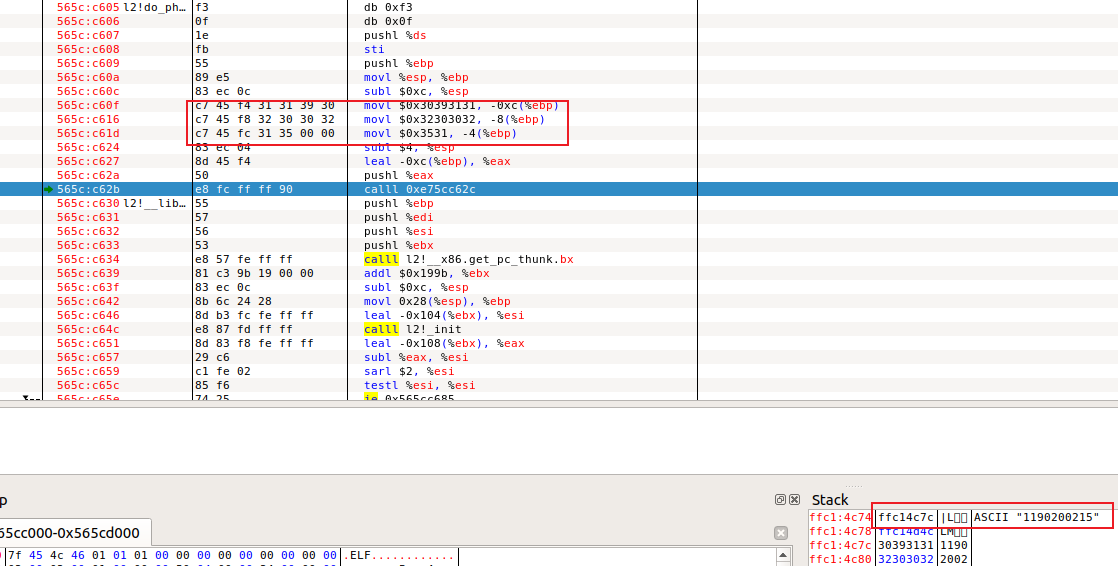 565c:c605 l2!do_ph… f3 db 0xf3
565c:c606 0f db 0x0f
565c:c607 1e pushl %ds
565c:c608 fb sti
565c:c609 55 pushl %ebp
565c:c60a 89 e5 movl %esp, %ebp
565c:c60c 83 ec 0c subl $0xc, %esp
565c:c60f c7 45 f4 31 31 39 30 movl $0x30393131, -0xc(%ebp)
565c:c616 c7 45 f8 32 30 30 32 movl $0x32303032, -8(%ebp)
565c:c61d c7 45 fc 31 35 00 00 movl $0x3531, -4(%ebp)
565c:c624 83 ec 04 subl $4, %esp
565c:c627 8d 45 f4 leal -0xc(%ebp), %eax
565c:c62a 50 pushl %eax
565c:c62b e8 fc ff ff 90 calll 0xe75cc62c
565c:c630 l2!__lib… 55 pushl %ebp
565c:c631 57 pushl %edi
565c:c632 56 pushl %esi
565c:c633 53 pushl %ebx
565c:c634 e8 57 fe ff ff calll l2!__x86.get_pc_thunk.bx
565c:c639 81 c3 9b 19 00 00 addl $0x199b, %ebx
565c:c63f 83 ec 0c subl $0xc, %esp
565c:c642 8b 6c 24 28 movl 0x28(%esp), %ebp
565c:c646 8d b3 fc fe ff ff leal -0x104(%ebx), %esi
565c:c64c e8 87 fd ff ff calll l2!_init
565c:c651 8d 83 f8 fe ff ff leal -0x108(%ebx), %eax
565c:c657 29 c6 subl %eax, %esi
565c:c659 c1 fe 02 sarl $2, %esi
565c:c65c 85 f6 testl %esi, %esi
565c:c65e 74 25 je 0x565cc685
p
65cc000-0x565cd000
7f 45 4c 46 01 01 01 00 00 00 00 00 00 00 00 00 .ELF............
Stack
ffc1:4c74 ffc14c7c |L ASCII "1190200215"
ffc1:4c78 ffc14d4c LM
ffc1:4c7c 30393131 1190
ffc1:4c80 32303032 2002